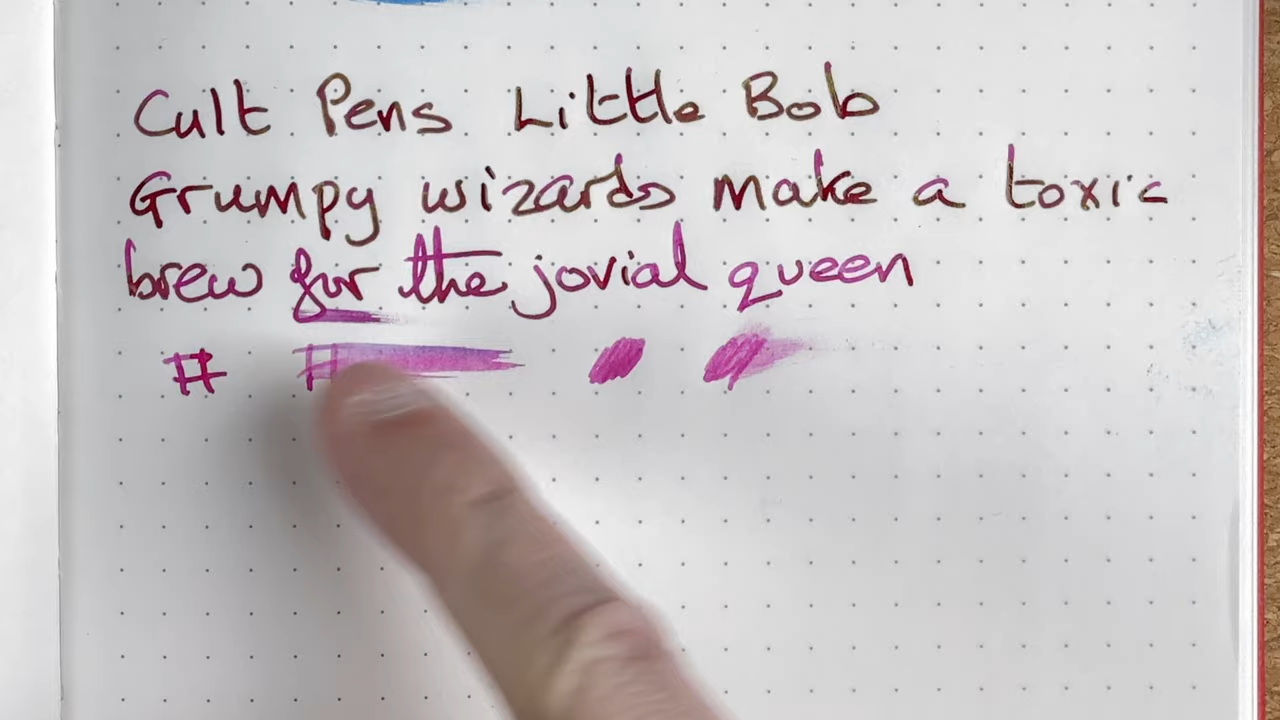 Cult Pens Little Bob
Grumpy wizards make a toxic
brew for the jovial queen
# #